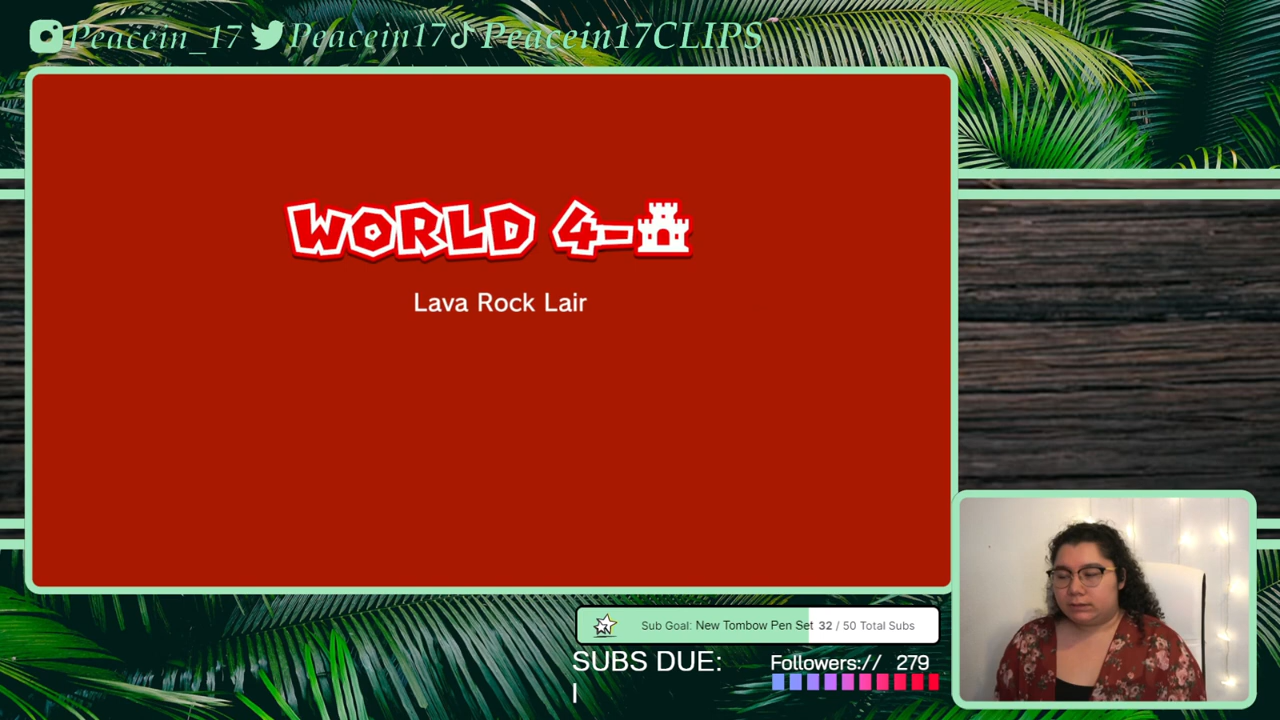 Peacein_17 Peacein17 Peacein17CLIPS
WORLD 4-
Lava Rock Lair
Sub Goal: New Tombow Pen Set 32 / 50 Total Subs
SUBS DUE:
I
Followers:// 279